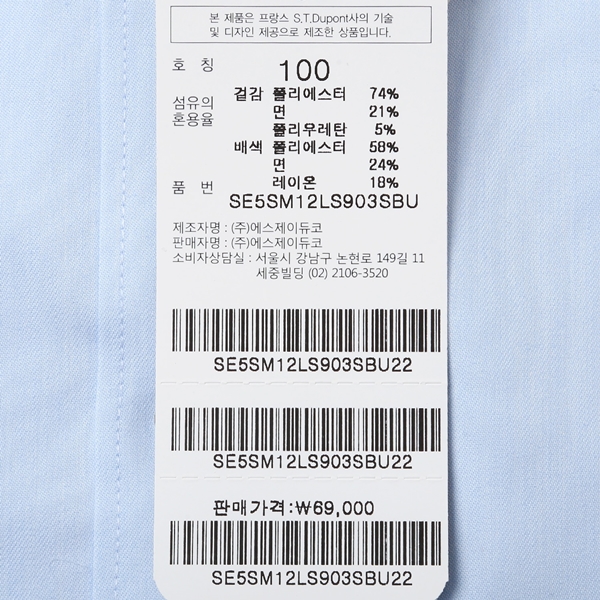 본 제품은 프랑스 S.T.Dupont사의 기술
및 디자인 제공으로 제조한 상품입니다.
호 칭 100
섬유의 혼용율 겉감 폴리에스터 74%
면 21%
폴리우레탄 5%
배색 폴리에스터 58%
면 24%
레이온 18%
품 번 SE5SM12LS903SBU
제조자명 : (주)에스제이듀코
판매자명 : (주)에스제이듀코
소비자상담실 : 서울시 강남구 논현로 149길 11
세중빌딩 (02) 2106-3520
SE5SM12LS903SBU22
SE5SM12LS903SBU22
판매가격:₩69,000
SE5SM12LS903SBU22